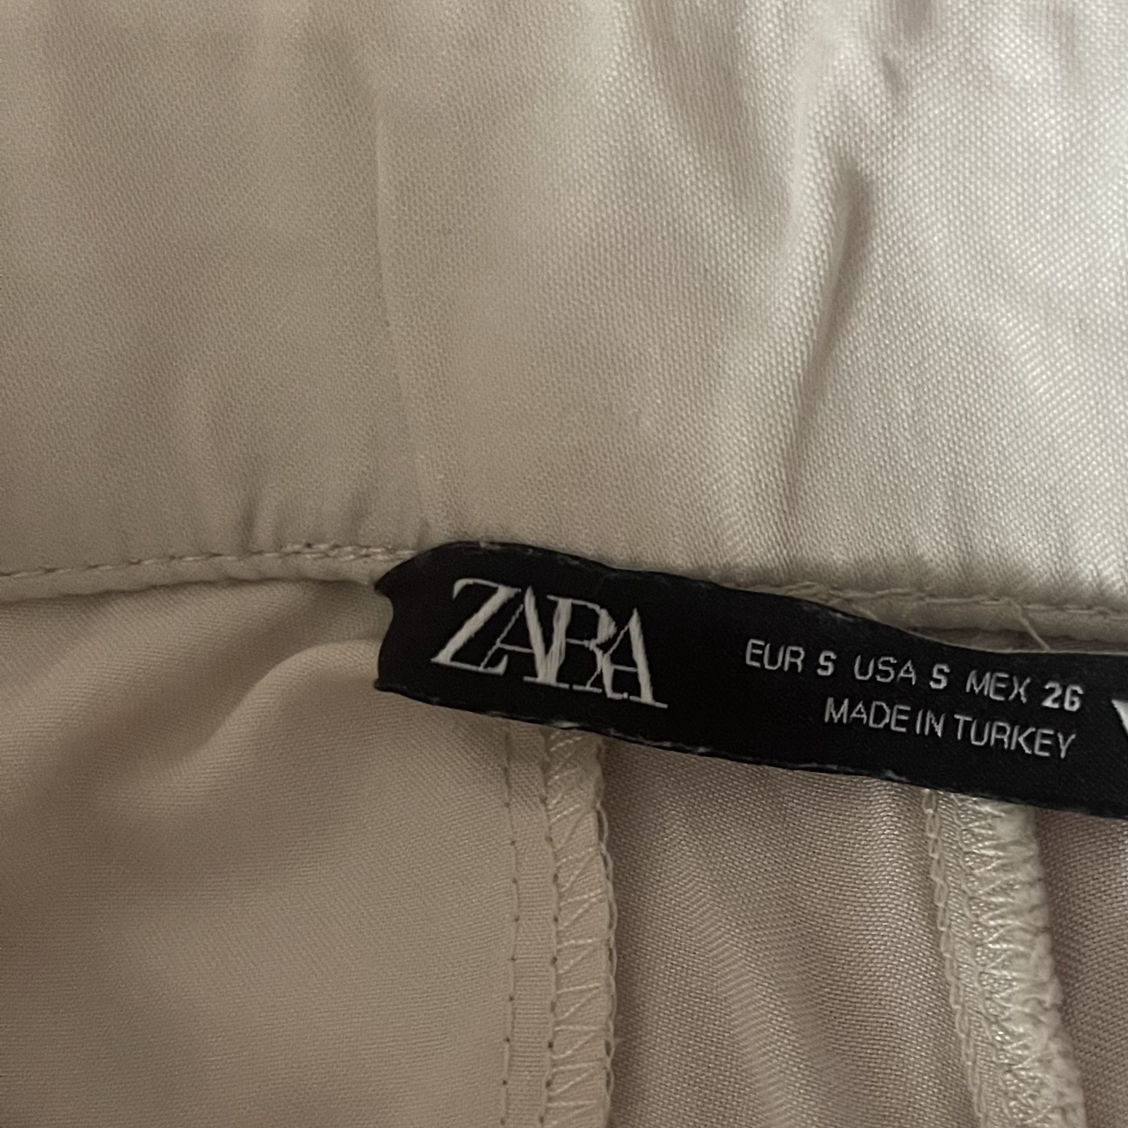 ZARA
EUR S USA S MEX 26
MADE IN TURKEY